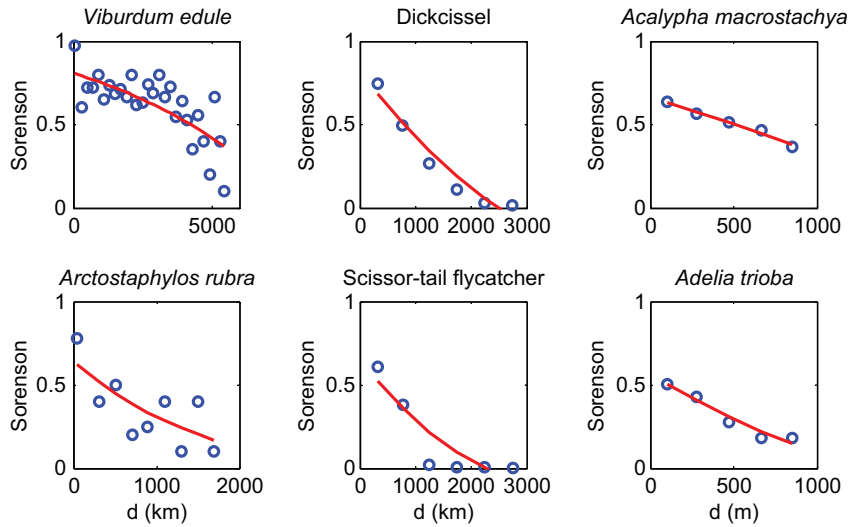 Viburdum edule
Dickcissel
Acalypha macrostachya
1
0.5
0
Sorenson
0 5000
1
0.5
0
Sorenson
0 1000 2000 3000
1
0.5
0
Sorenson
0 500 1000
Arctostaphylos rubra
Scissor-tail flycatcher
Adelia trioba
1
0.5
0
Sorenson
0 1000 2000
d (km)
1
0.5
0
Sorenson
0 1000 2000 3000
d (km)
1
0.5
0
Sorenson
0 500 1000
d (m)